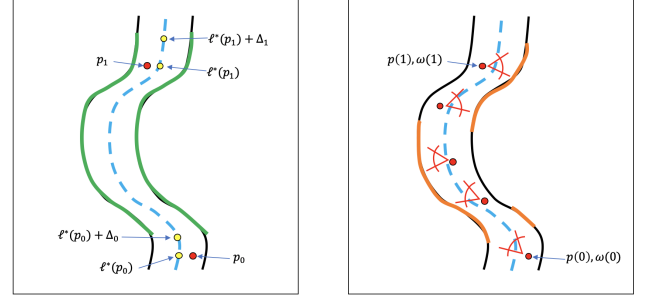 ℓ*(p₁) + Δ₁
p₁
ℓ*(p₁)
ℓ*(p₀) + Δ₀
ℓ*(p₀)
p₀
p(1), ω(1)
p(0), ω(0)